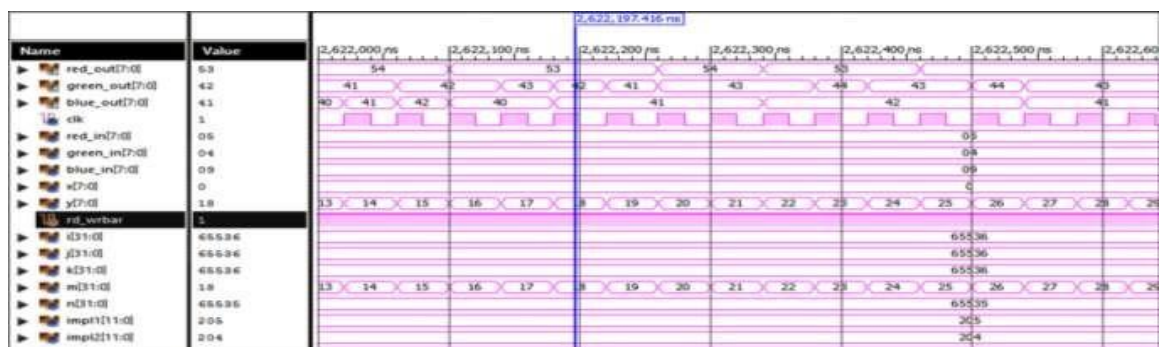 2,622,197.416 ns
Name Value 2,622,000 ns 2,622,100 ns 2,622,200 ns 2,622,300 ns 2,622,400 ns 2,622,500 ns 2,622,60
red_out[7:0] 53 54 53 54 53
green_out[7:0] 42 41 42 43 42 41 43 44 43 44 43
blue_out[7:0] 41 40 41 42 40 41 42 41
clk 1
red_in[7:0] 05 05
green_in[7:0] 04 04
blue_in[7:0] 09 09
x[7:0] 0 0
y[7:0] 18 13 14 15 16 17 18 19 20 21 22 23 24 25 26 27 28 29
rd_wrbar 1
i[31:0] 65536 65536
j[31:0] 65536 65536
k[31:0] 65536 65536
m[31:0] 18 13 14 15 16 17 18 19 20 21 22 23 24 25 26 27 28 29
n[31:0] 65535 65535
impl1[11:0] 205 205
impl2[11:0] 204 204